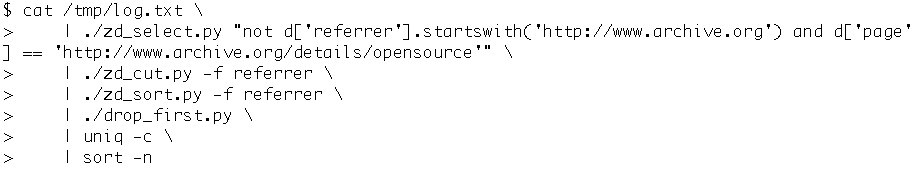 $ cat /tmp/log.txt \
>     | ./zd_select.py "not d['referrer'].startswith('http://www.archive.org') and d['page'
] == 'http://www.archive.org/details/opensource'" \
>     | ./zd_cut.py -f referrer \
>     | ./zd_sort.py -f referrer \
>     | ./drop_first.py \
>     | uniq -c \
>     | sort -n